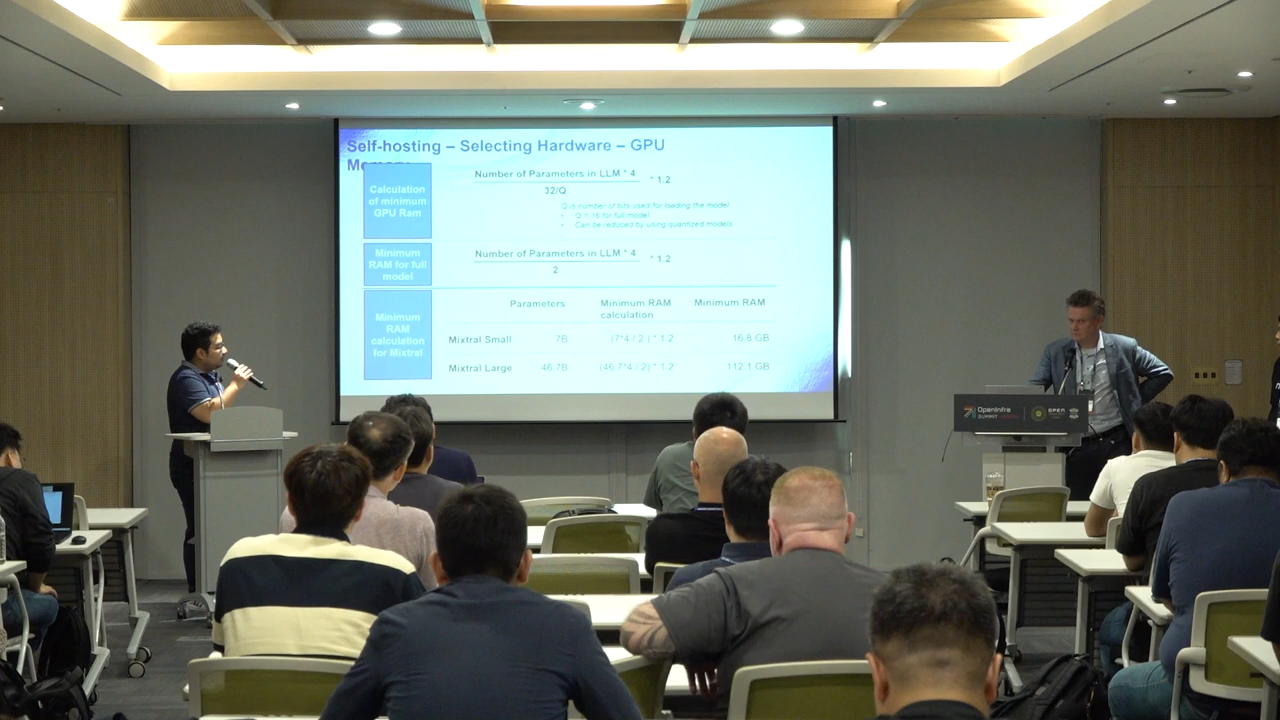 Self-hosting – Selecting Hardware – GPU
Memory
Calculation
of minimum
GPU Ram
Number of Parameters in LLM * 4
32/Q
* 1.2
Q is number of bits used for loading the model
• Q = 16 for full model
• Can be reduced by using quantized models
Minimum
RAM for full
model
Number of Parameters in LLM * 4
2
* 1.2
Minimum
RAM
calculation
for Mixtral
Parameters
Minimum RAM
calculation
Minimum RAM
Mixtral Small 7B (7*4 / 2 ) * 1.2 16.8 GB
Mixtral Large 46.7B (46.7*4 / 2) * 1.2 112.1 GB
OpenInfra
SUMMIT
OPEN